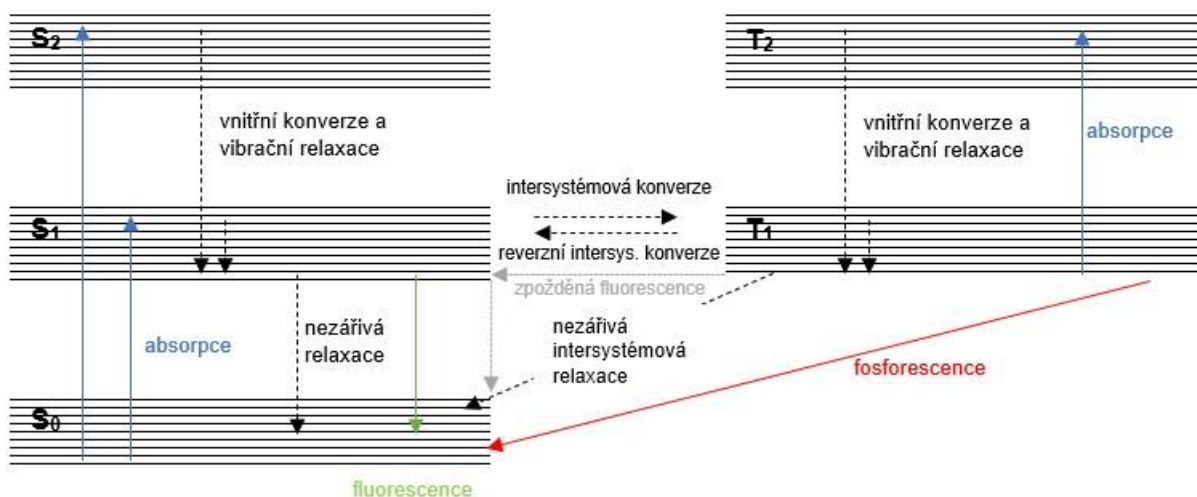 S₂
T₂
vnitřní konverze a
vibrační relaxace
vnitřní konverze a
vibrační relaxace
absorpce
intersystémová konverze
S₁
T₁
reverzní intersys. konverze
zpožděná fluorescence
nezářivá
relaxace
absorpce
nezářivá
intersystémová
relaxace
fosforescence
S₀
fluorescence